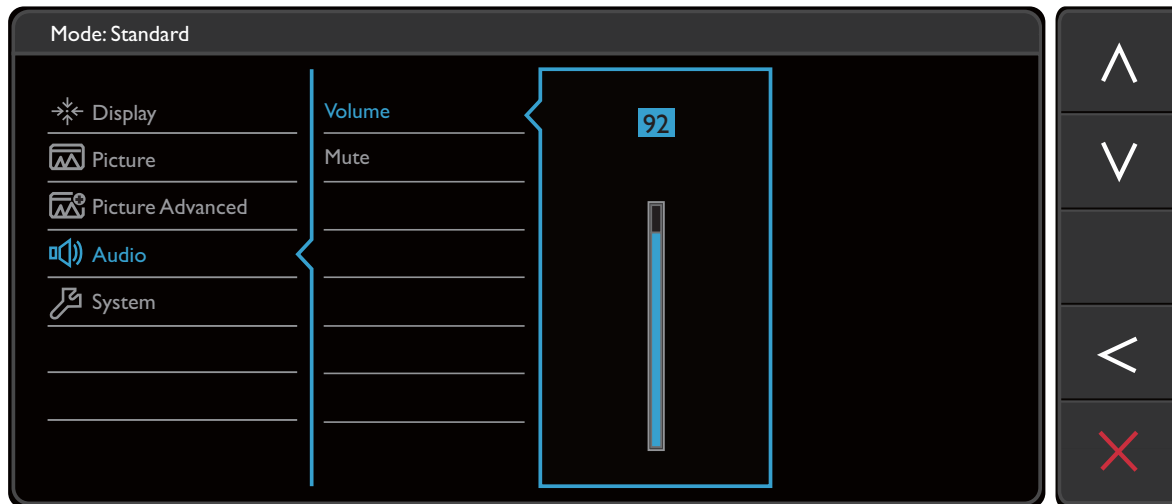 Mode: Standard
Display
Picture
Picture Advanced
Audio
System
Volume
Mute
92